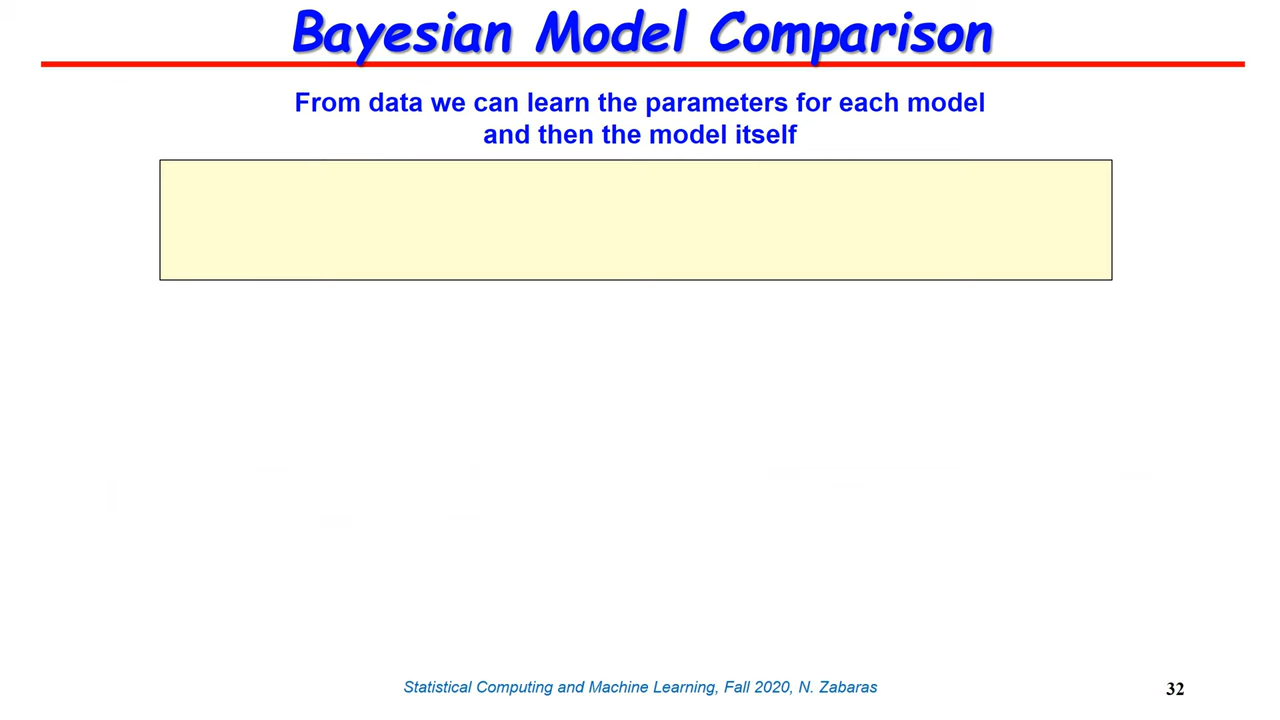 Bayesian Model Comparison
From data we can learn the parameters for each model
and then the model itself
Statistical Computing and Machine Learning, Fall 2020, N. Zabaras
32